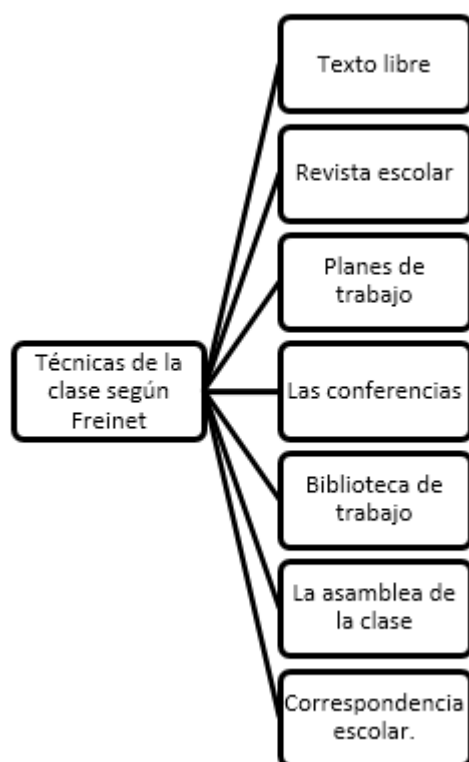 Texto libre
Revista escolar
Planes de
trabajo
Técnicas de la
clase según
Freinet
Las conferencias
Biblioteca de
trabajo
La asamblea de
la clase
Correspondencia
escolar.